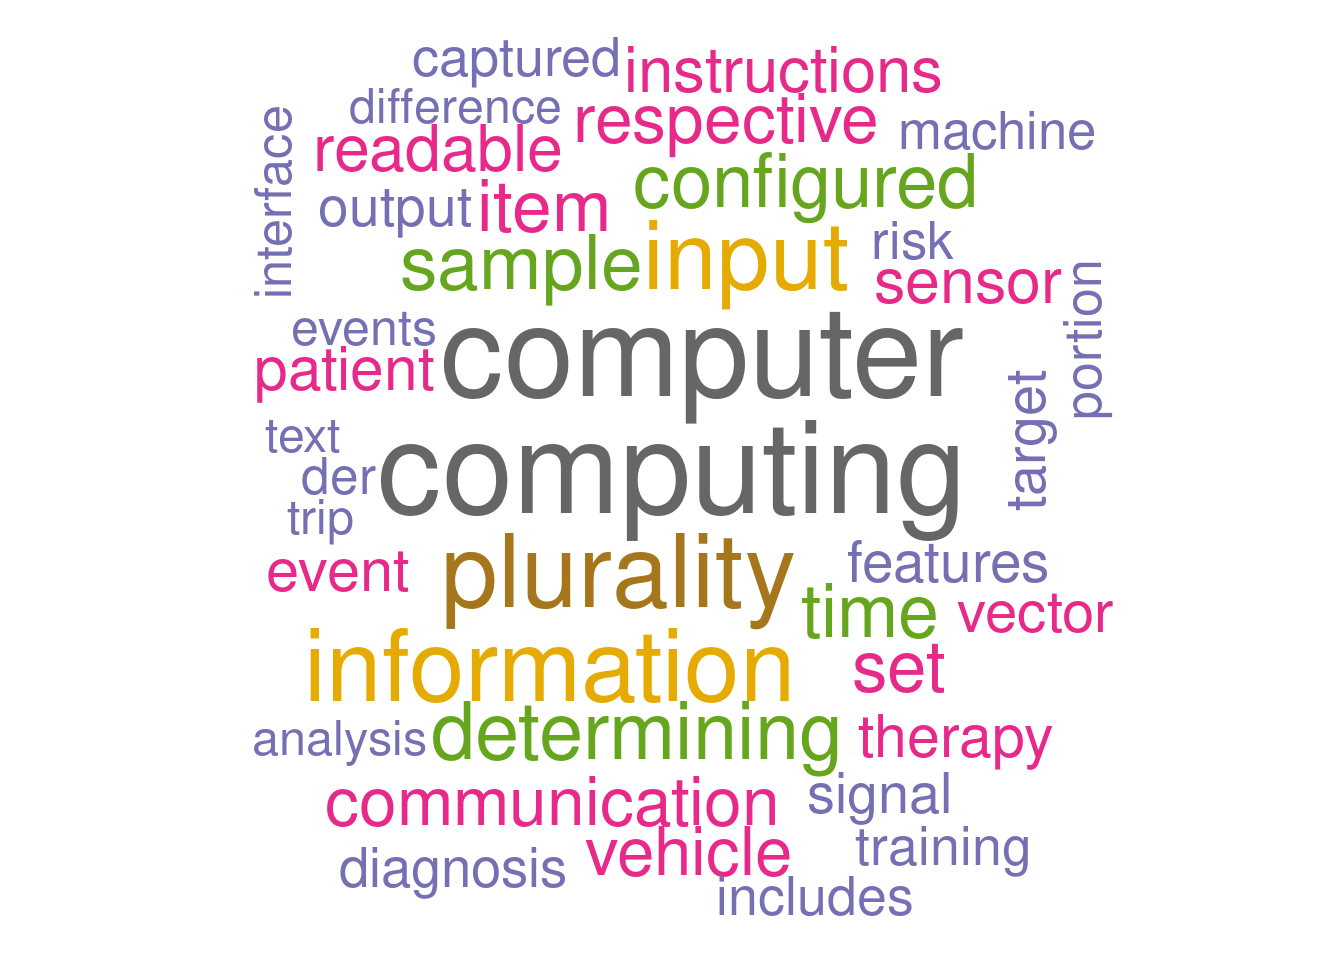 captured
instructions
difference
respective
machine
readable
interface
configured
output
item
risk
sample
input
sensor
portion
events
computer
patient
target
text
computing
der
trip
event
plurality
features
time
vector
information
set
analysis
determining
therapy
communication
signal
vehicle
training
diagnosis
includes